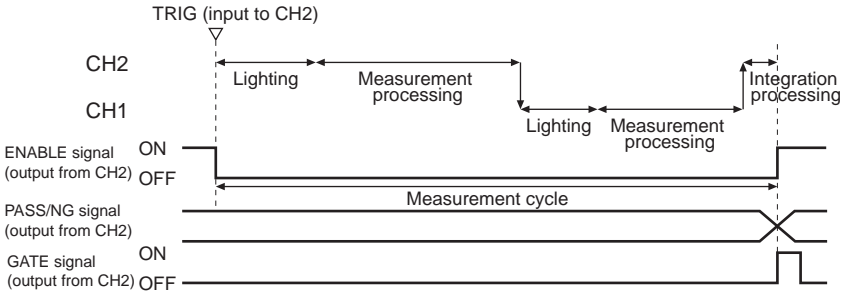 TRIG (input to CH2)
CH2
Lighting
Measurement
processing
Integration
processing
CH1
Lighting
Measurement
processing
ENABLE signal
(output from CH2)
ON
OFF
Measurement cycle
PASS/NG signal
(output from CH2)
ON
GATE signal
(output from CH2)
OFF